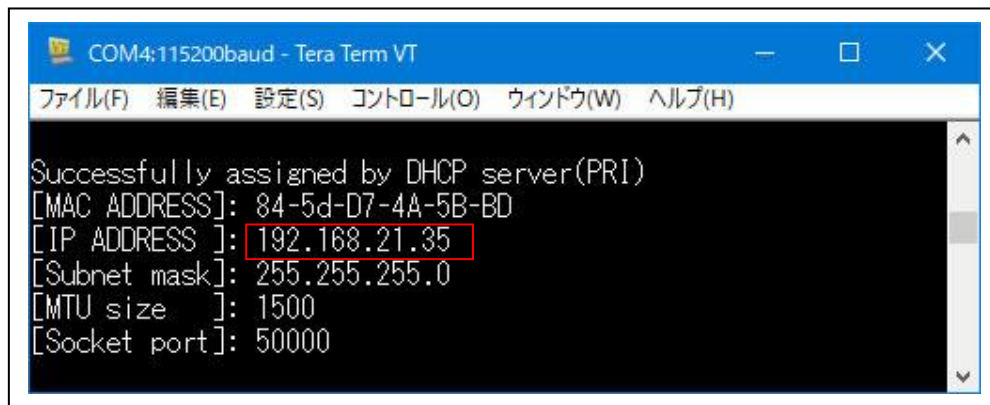 COM4:115200baud - Tera Term VT
ファイル(F) 編集(E) 設定(S) コントロール(O) ウィンドウ(W) ヘルプ(H)
Successfully assigned by DHCP server(PRI)
[MAC ADDRESS]: 84-5d-D7-4A-5B-BD
[IP ADDRESS ]: 192.168.21.35
[Subnet mask]: 255.255.255.0
[MTU size   ]: 1500
[Socket port]: 50000